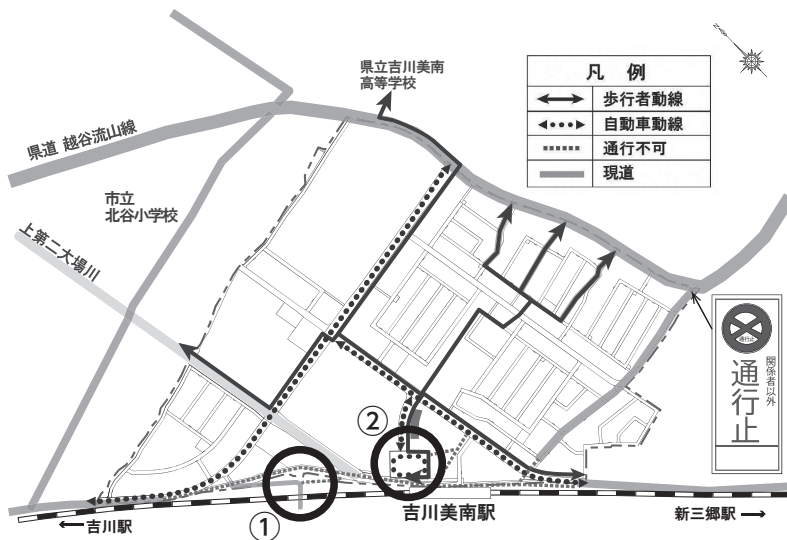 県立吉川美南
高等学校
凡 例
歩行者動線
自動車動線
通行不可
現道
県道 越谷流山線
市立
北谷小学校
上第二大場川
通行止
関係者以外
通行止
②
①
吉川駅
吉川美南駅
新三郷駅